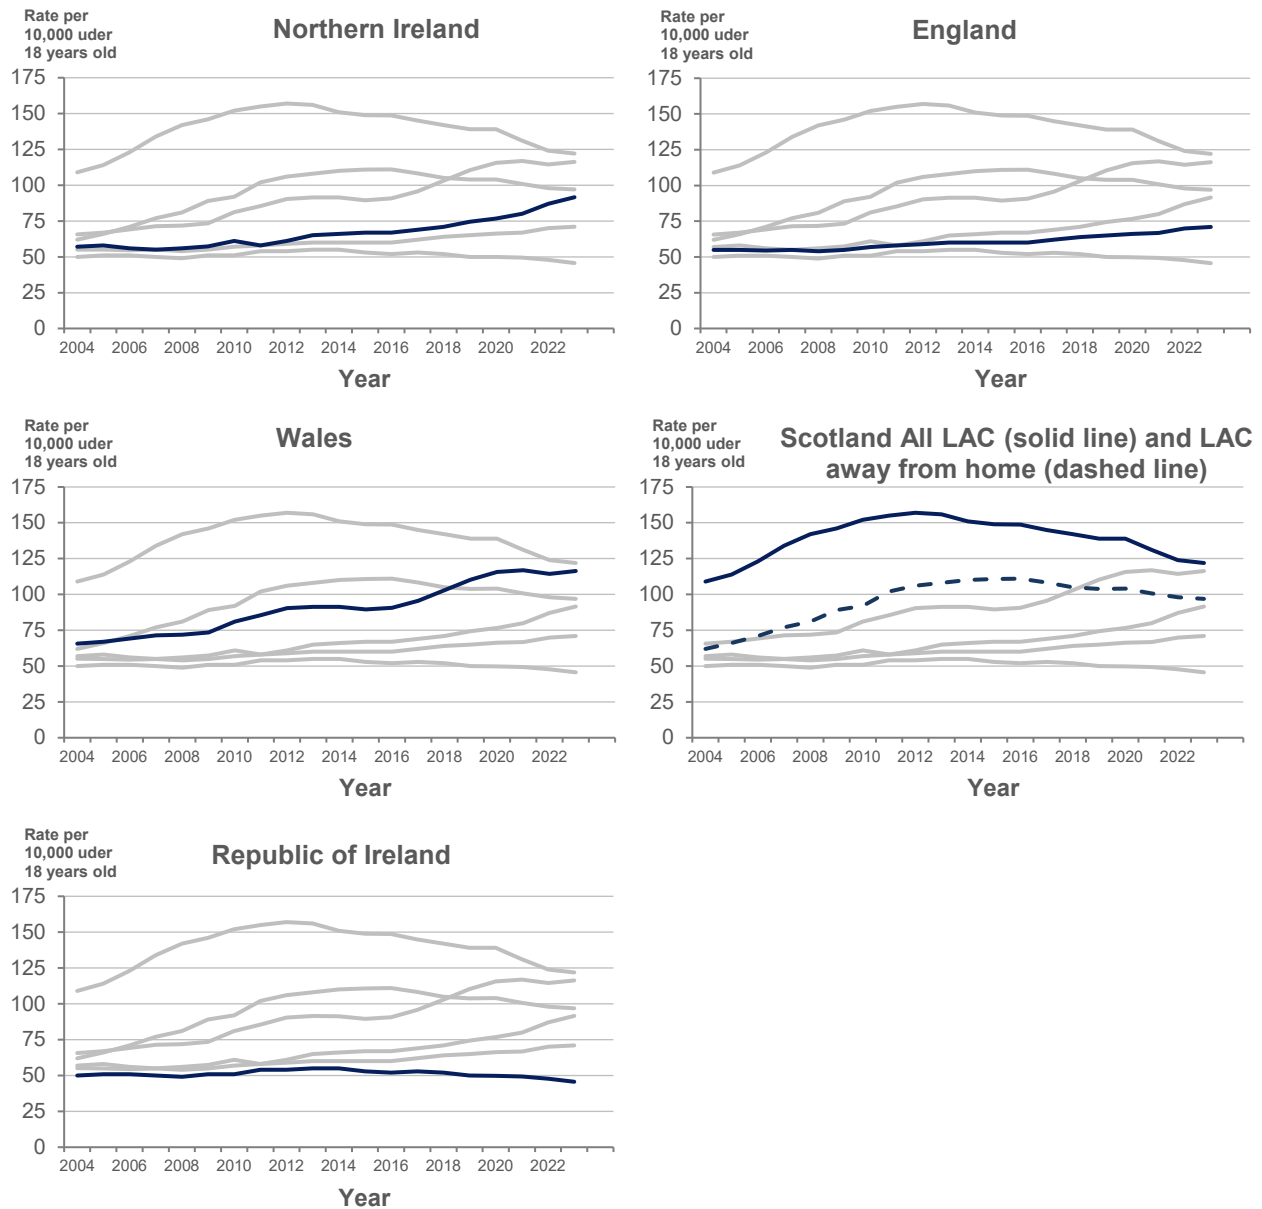 Rate per
10,000 uder
18 years old
Northern Ireland
175
150
125
100
75
50
25
0
2004 2006 2008 2010 2012 2014 2016 2018 2020 2022
Year
Rate per
10,000 uder
18 years old
England
175
150
125
100
75
50
25
0
2004 2006 2008 2010 2012 2014 2016 2018 2020 2022
Year
Rate per
10,000 uder
18 years old
Wales
175
150
125
100
75
50
25
0
2004 2006 2008 2010 2012 2014 2016 2018 2020 2022
Year
Rate per
10,000 uder
18 years old
Scotland All LAC (solid line) and LAC
away from home (dashed line)
175
150
125
100
75
50
25
0
2004 2006 2008 2010 2012 2014 2016 2018 2020 2022
Year
Rate per
10,000 uder
18 years old
Republic of Ireland
175
150
125
100
75
50
25
0
2004 2006 2008 2010 2012 2014 2016 2018 2020 2022
Year